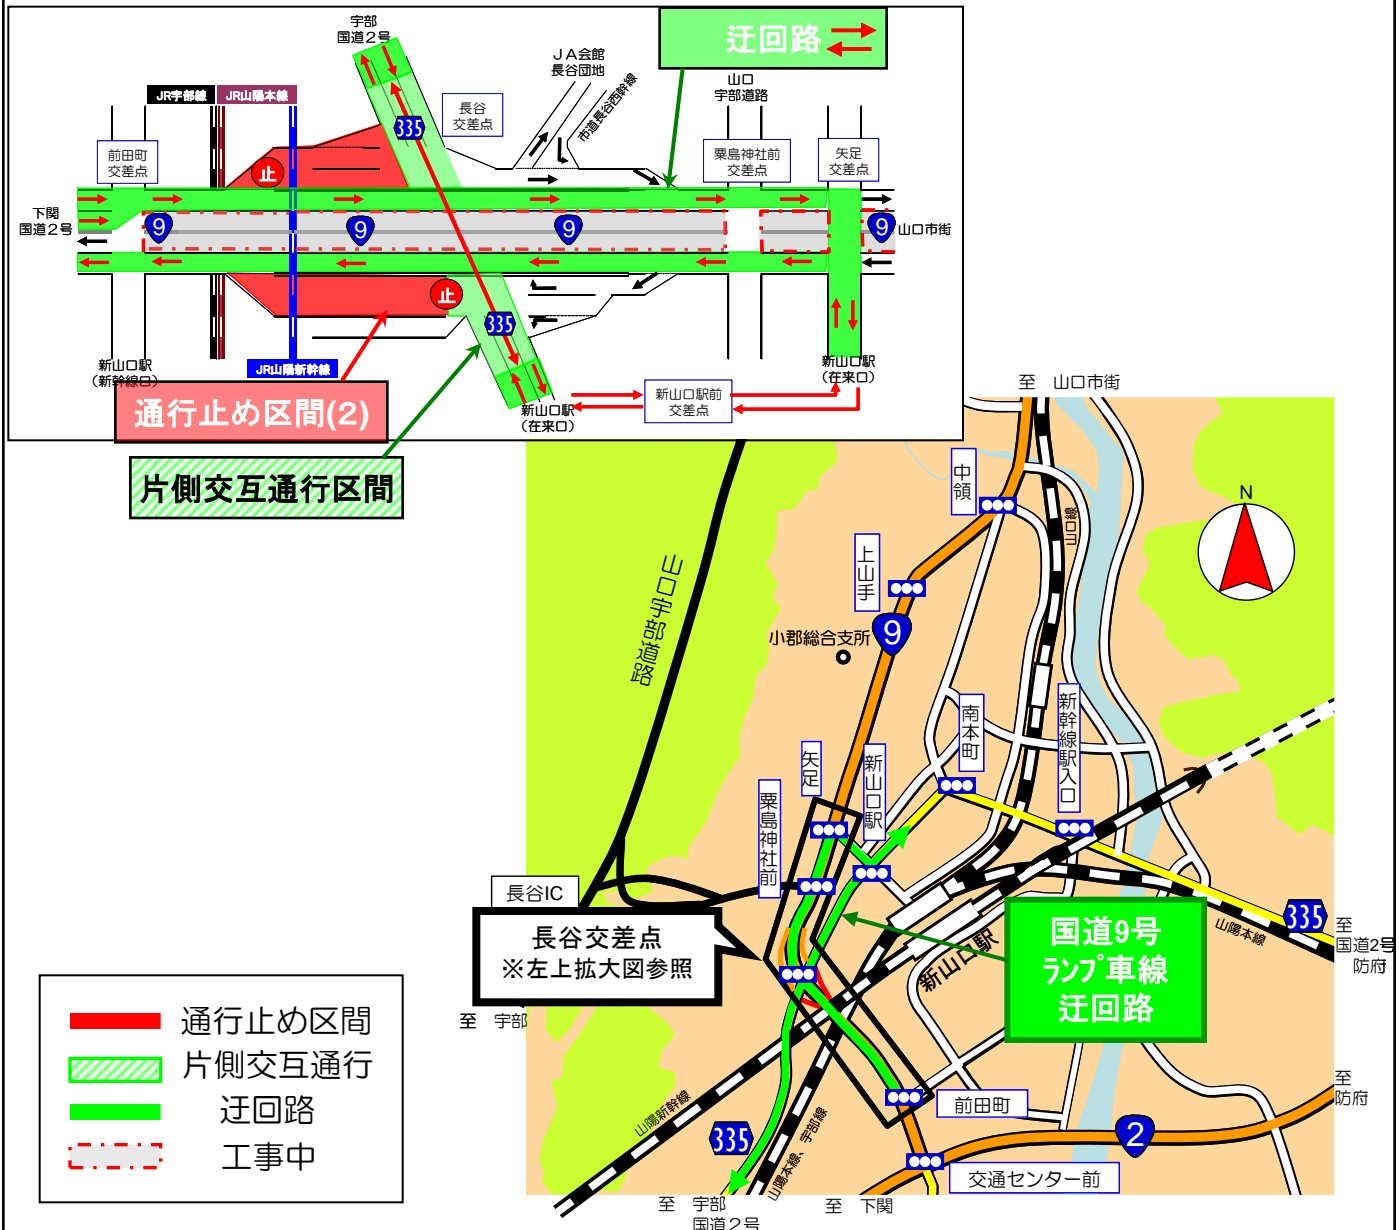 宇部
国道2号
迂回路
JA会館
長谷団地
市道長谷西幹線
山口
宇部道路
JR宇部線
JR山陽本線
長谷
交差点
335
前田町
交差点
止
粟島神社前
交差点
矢足
交差点
下関
国道2号
9
9
9
9
山口市街
止
335
新山口駅
(新幹線口)
JR山陽新幹線
新山口駅
(在来口)
新山口駅前
交差点
新山口駅
(在来口)
通行止め区間(2)
片側交互通行区間
至 山口市街
中領
山口線
N
上山手
山口宇部道路
9
小郡総合支所
南本町
新幹線駅入口
矢足
新山口駅
粟島神社前
長谷IC
長谷交差点
※左上拡大図参照
至 宇部
国道9号
ランプ車線
迂回路
新山口駅
山陽本線
335
至
国道2号
防府
通行止め区間
片側交互通行
迂回路
工事中
山陽新幹線
山陽本線、宇部線
335
前田町
2
至
防府
交通センター前
至 宇部
国道2号
至 下関